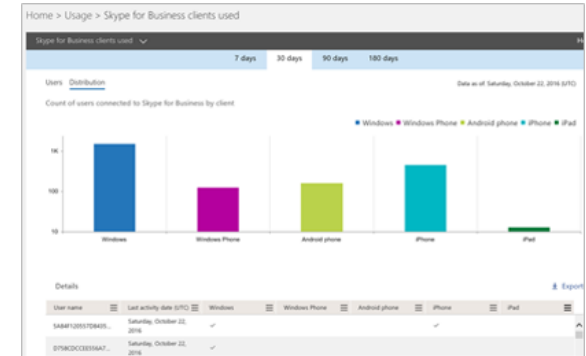 Home > Usage > Skype for Business clients used
Skype for Business clients used
7 days 30 days 90 days 180 days
Users Distribution
Data as of: Saturday, October 22, 2016 (UTC)
Count of users connected to Skype for Business by client
Windows Windows Phone Android phone iPhone iPad
1K
100
10
Windows Windows Phone Android phone iPhone iPad
Details
Export
User name Last activity date (UTC) Windows Windows Phone Android phone iPhone iPad
Saturday, October 22,
2016
Saturday, October 22,
2016